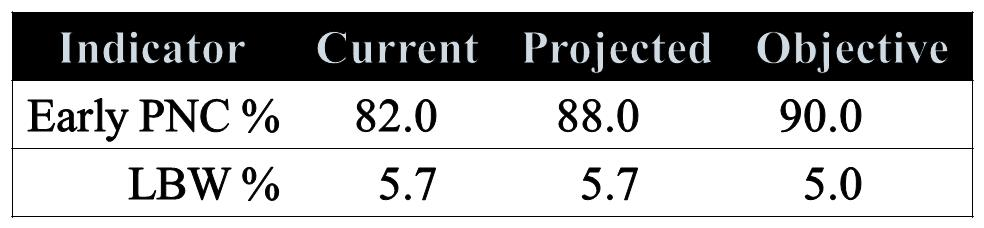 Indicator Current Projected Objective
Early PNC % 82.0 88.0 90.0
LBW % 5.7 5.7 5.0